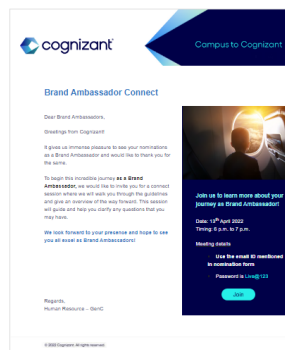 cognizant
Campus to Cognizant
Brand Ambassador Connect
Dear Brand Ambassadors,
Greetings from Cognizant!
It gives us immense pleasure to see your nominations
as a Brand Ambassador and would like to thank you for
the same.
To begin this incredible journey as a Brand
Ambassador, we would like to invite you for a connect
session where we will walk you through the guidelines
and give an overview of the way forward. This session
will guide and help you clarify any questions that you
may have.
We look forward to your presence and hope to see
you all excel as Brand Ambassadors!
Regards,
Human Resource – GenC
Join us to learn more about your
journey as Brand Ambassador!
Date: 13th April 2022
Timing: 6 p.m. to 7 p.m.
Meeting details
Use the email ID mentioned
in nomination form
Password is Live@123
Join
© 2022 Cognizant. All rights reserved.